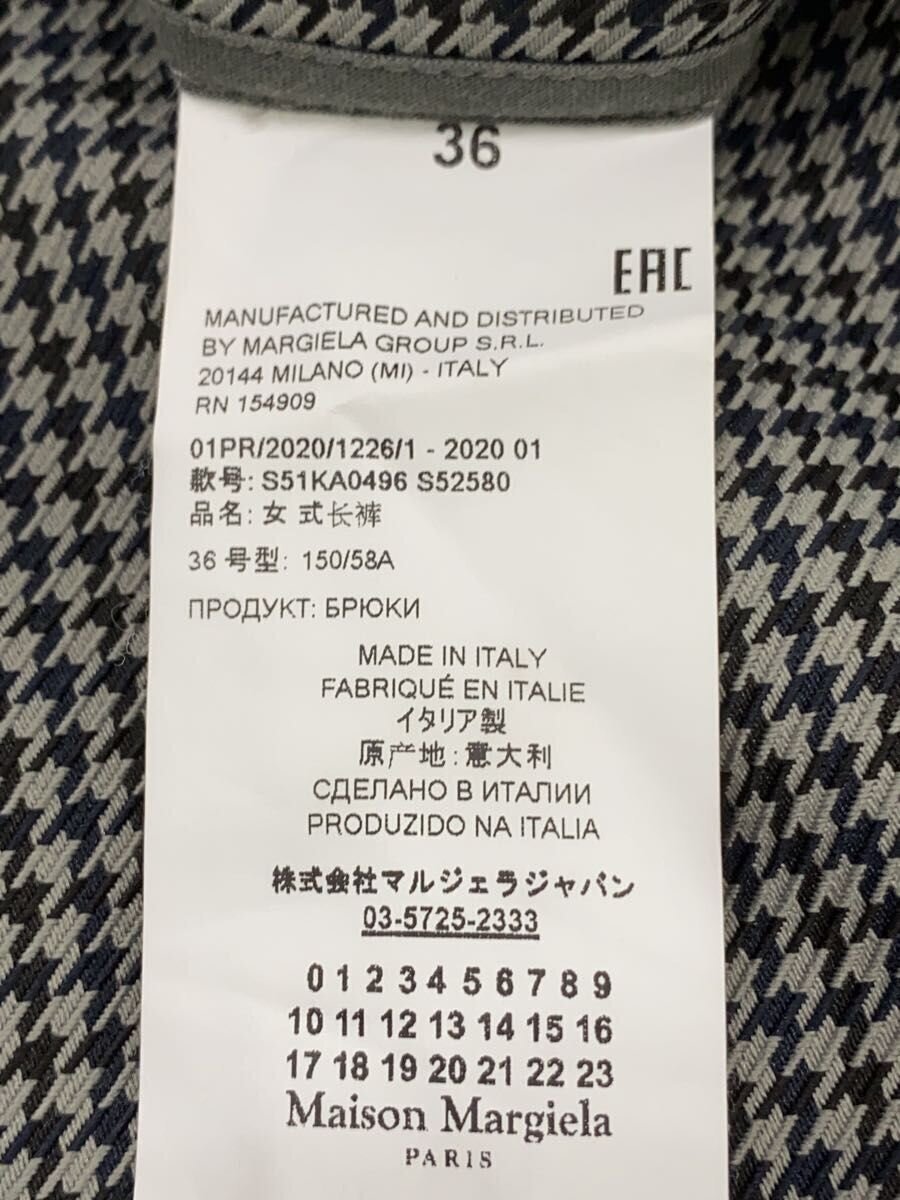 36
EAC
MANUFACTURED AND DISTRIBUTED
BY MARGIELA GROUP S.R.L.
20144 MILANO (MI) - ITALY
RN 154909
01PR/2020/1226/1 - 2020 01
款号: S51KA0496 S52580
品名: 女 式长裤
36 号型: 150/58A
ПРОДУКТ: БРЮКИ
MADE IN ITALY
FABRIQUÉ EN ITALIE
イタリア製
原产地: 意大利
СДЕЛАНО В ИТАЛИИ
PRODUZIDO NA ITALIA
株式会社マルジェラジャパン
03-5725-2333
0 1 2 3 4 5 6 7 8 9
10 11 12 13 14 15 16
17 18 19 20 21 22 23
Maison Margiela
PARIS